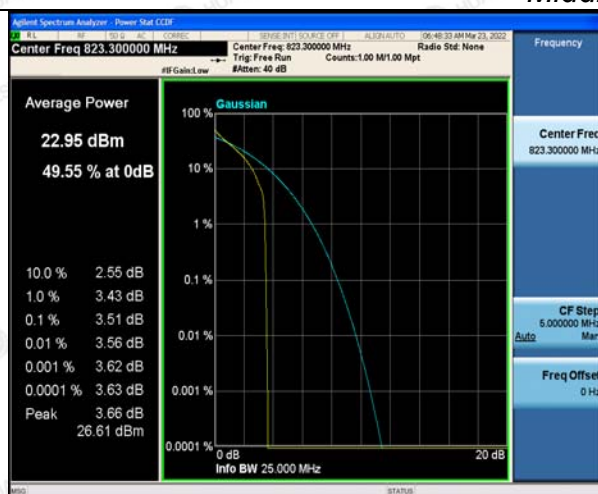 Agilent Spectrum Analyzer - Power Stat CCDF
RL RF 50 Ω AC CORREC SENSE:INT SOURCE OFF ALIGNAUTO 06:48:33 AM Mar 23, 2022
Center Freq 823.300000 MHz
Center Freq: 823.300000 MHz Radio Std: None
Trig: Free Run Counts:1.00 M/1.00 Mpt
#IFGain:Low #Atten: 40 dB
Frequency
Average Power
22.95 dBm
49.55 % at 0dB
10.0 % 2.55 dB
1.0 % 3.43 dB
0.1 % 3.51 dB
0.01 % 3.56 dB
0.001 % 3.62 dB
0.0001 % 3.63 dB
Peak 3.66 dB
26.61 dBm
Gaussian
100 %
10 %
1 %
0.1 %
0.01 %
0.001 %
0.0001 %
0 dB 20 dB
Info BW 25.000 MHz
Center Freq
823.300000 MHz
CF Step
5.000000 MHz
Auto Man
Freq Offset
0 Hz
MSG STATUS